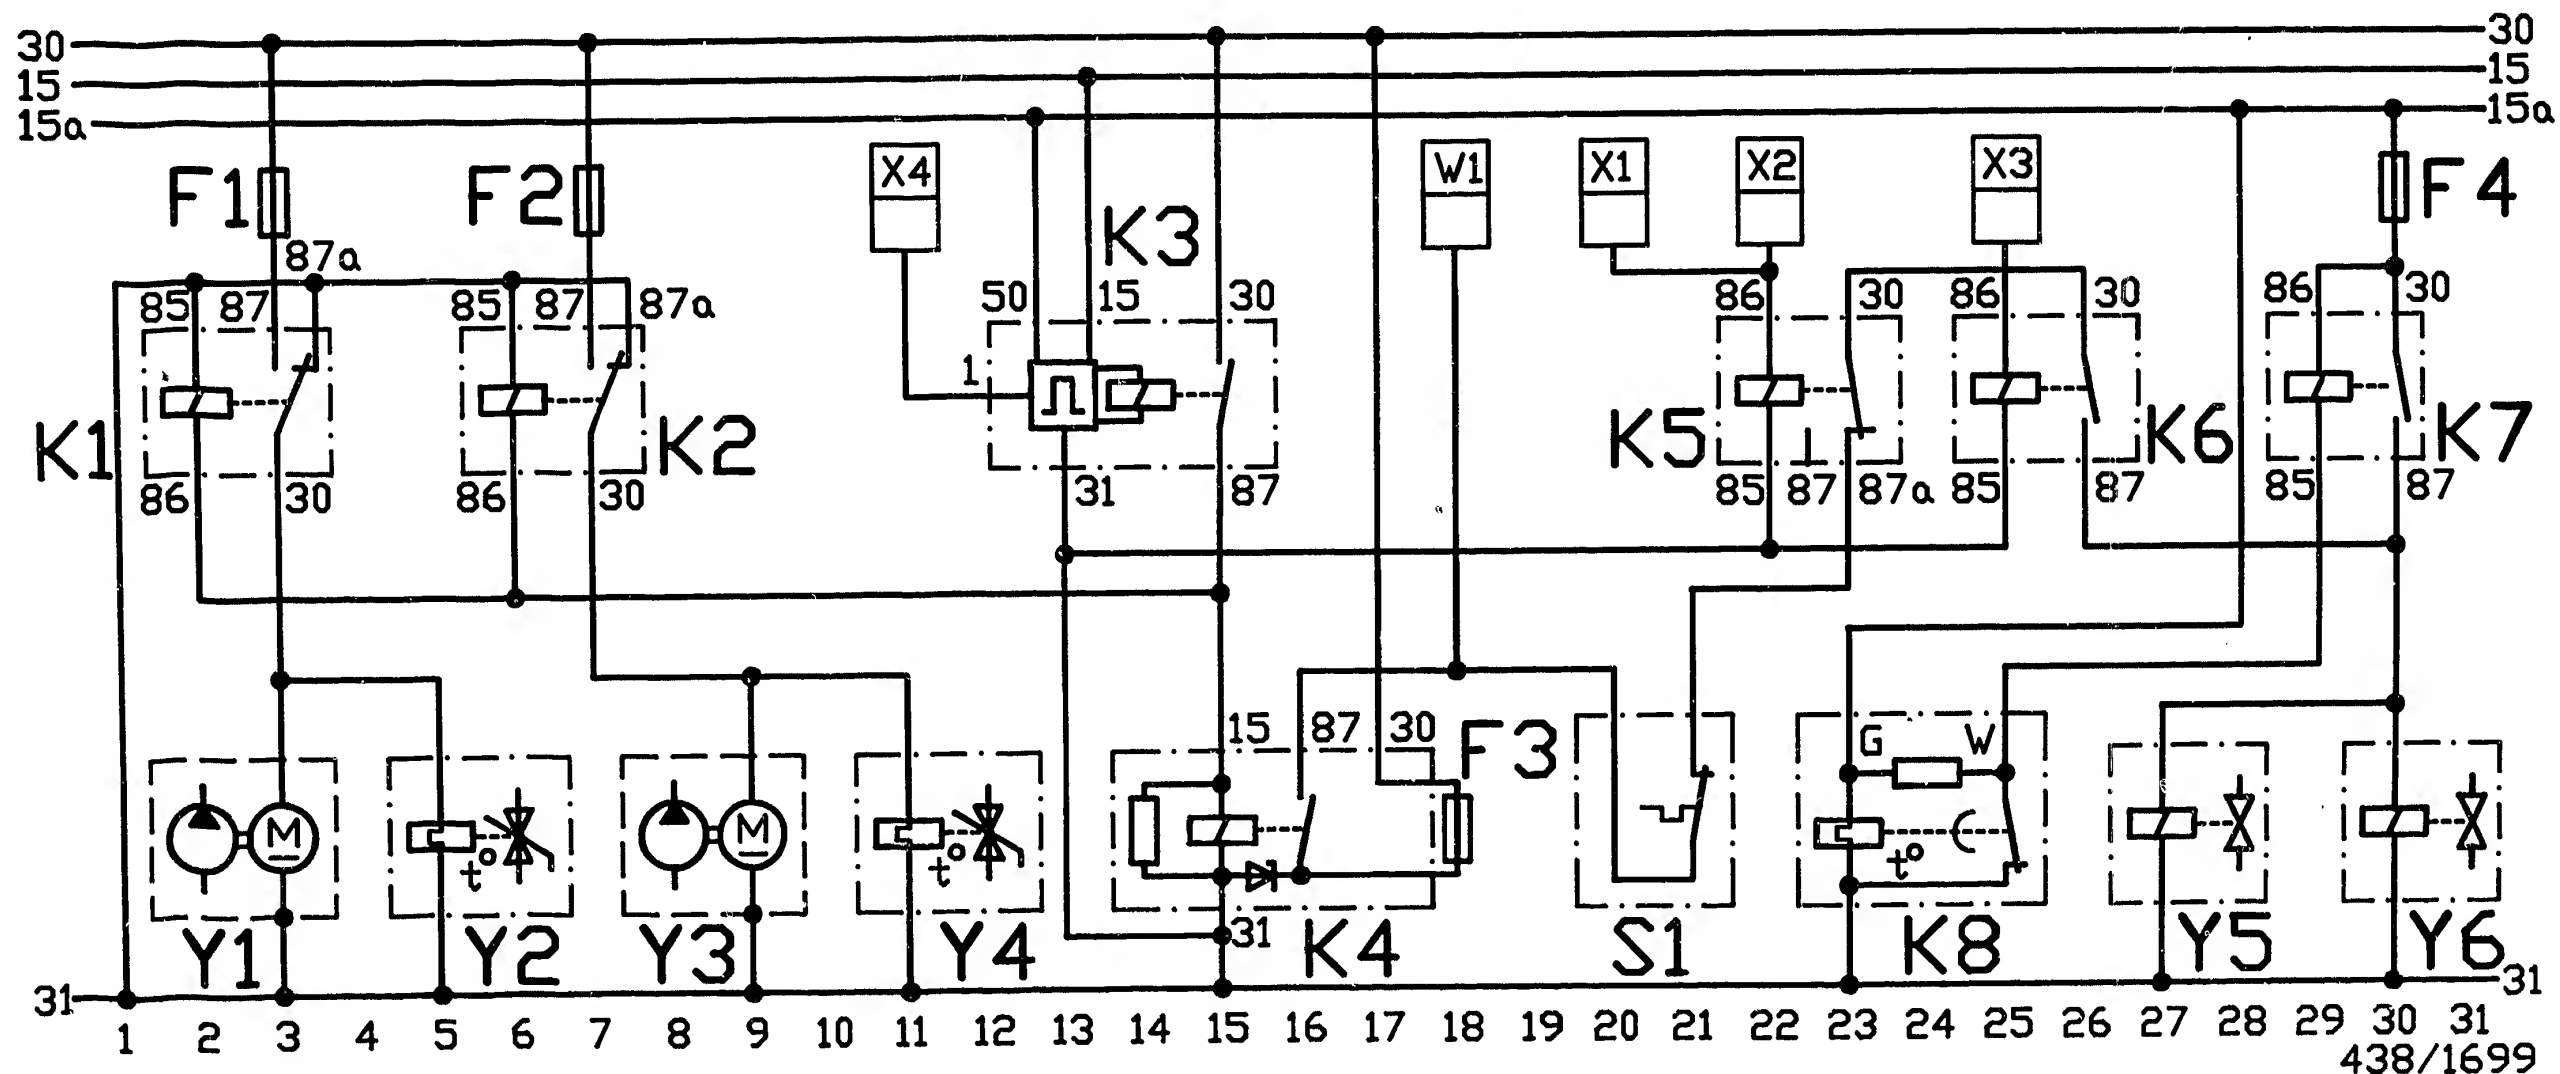 30 30
15 15
15a 15a
X4 W1 X1 X2 X3
F1 F2 K3 F4
87a
85 87 85 87 87a 50 15 30 86 30 86 30 86 30
1
K1 K2 K5 K6 K7
86 30 86 30 31 87 85 87 87a 85 87 85 87
15 87 30 F3 G W
M M
t° t° t°
Y1 Y2 Y3 Y4 31 K4 S1 K8 Y5 Y6
31 31
1 2 3 4 5 6 7 8 9 10 11 12 13 14 15 16 17 18 19 20 21 22 23 24 25 26 27 28 29 30 31
438/1699